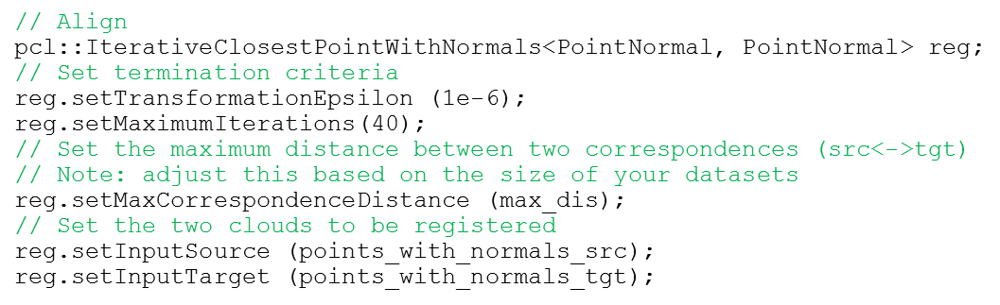 // Align
pcl::IterativeClosestPointWithNormals<PointNormal, PointNormal> reg;
// Set termination criteria
reg.setTransformationEpsilon (1e-6);
reg.setMaximumIterations(40);
// Set the maximum distance between two correspondences (src<->tgt)
// Note: adjust this based on the size of your datasets
reg.setMaxCorrespondenceDistance (max_dis);
// Set the two clouds to be registered
reg.setInputSource (points_with_normals_src);
reg.setInputTarget (points_with_normals_tgt);